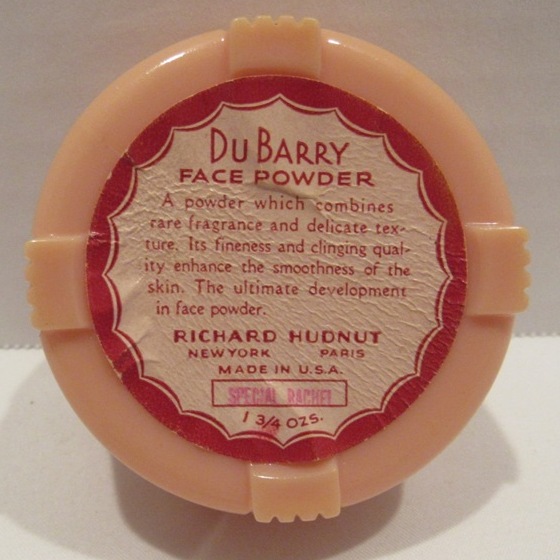 DU BARRY
FACE POWDER
A powder which combines
rare fragrance and delicate tex-
ture. Its fineness and clinging qual-
ity enhance the smoothness of the
skin. The ultimate development
in face powder.
RICHARD HUDNUT
NEW YORK PARIS
MADE IN U.S.A.
SPECIAL RACHEL
1 3/4 OZS.